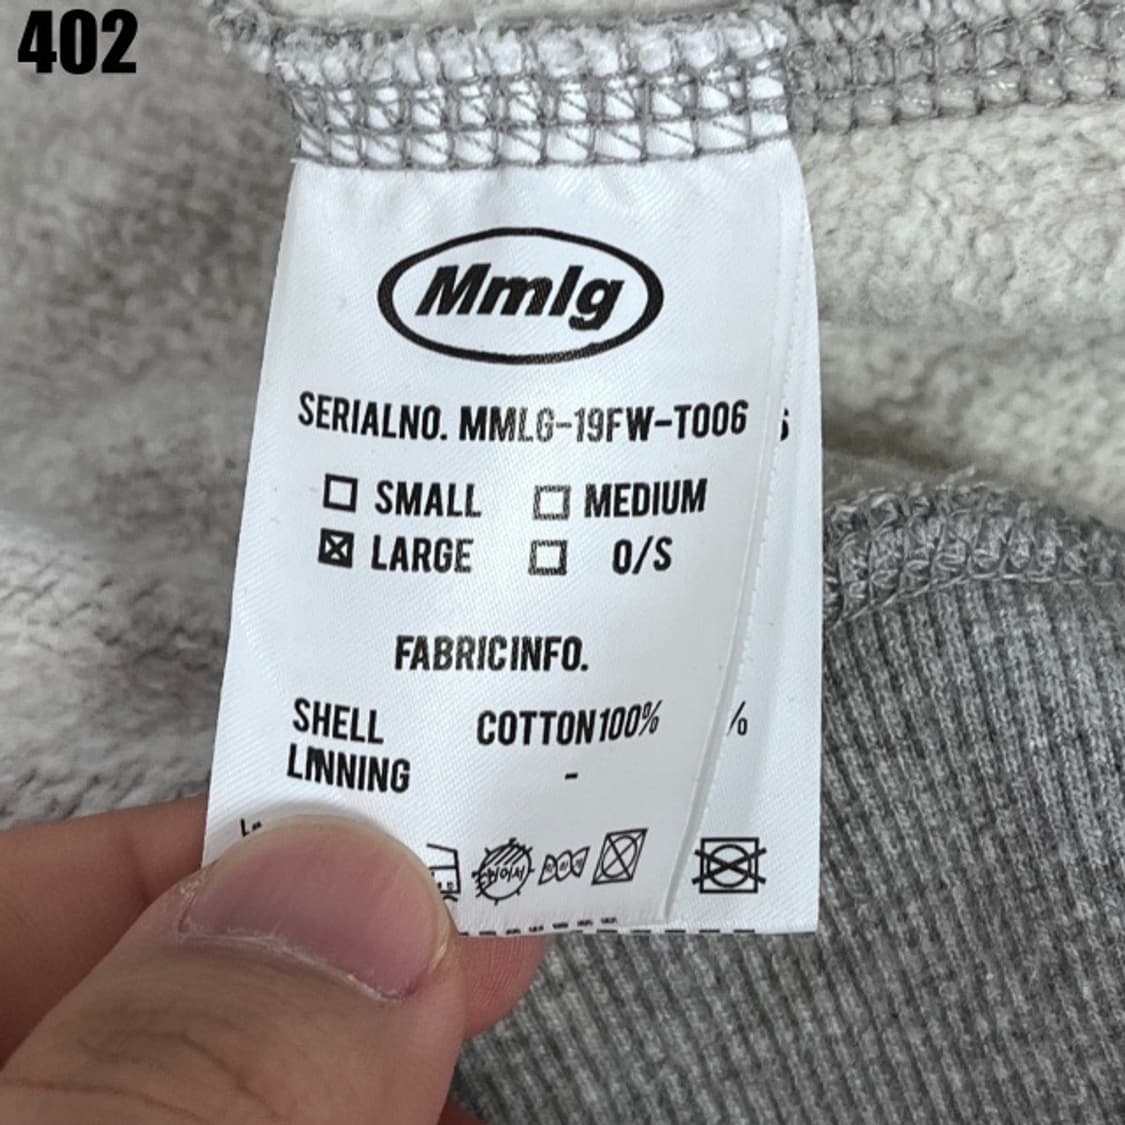 402
Mmlg
SERIALNO. MMLG-19FW-T006
SMALL MEDIUM
LARGE O/S
FABRICINFO.
SHELL COTTON100% %
LINNING -